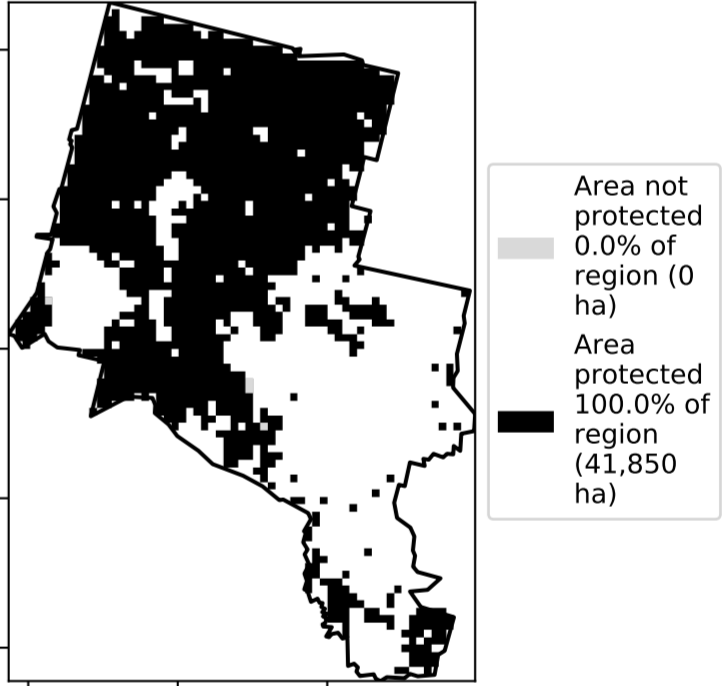 Area not
protected
0.0% of
region (0
ha)
Area
protected
100.0% of
region
(41,850
ha)